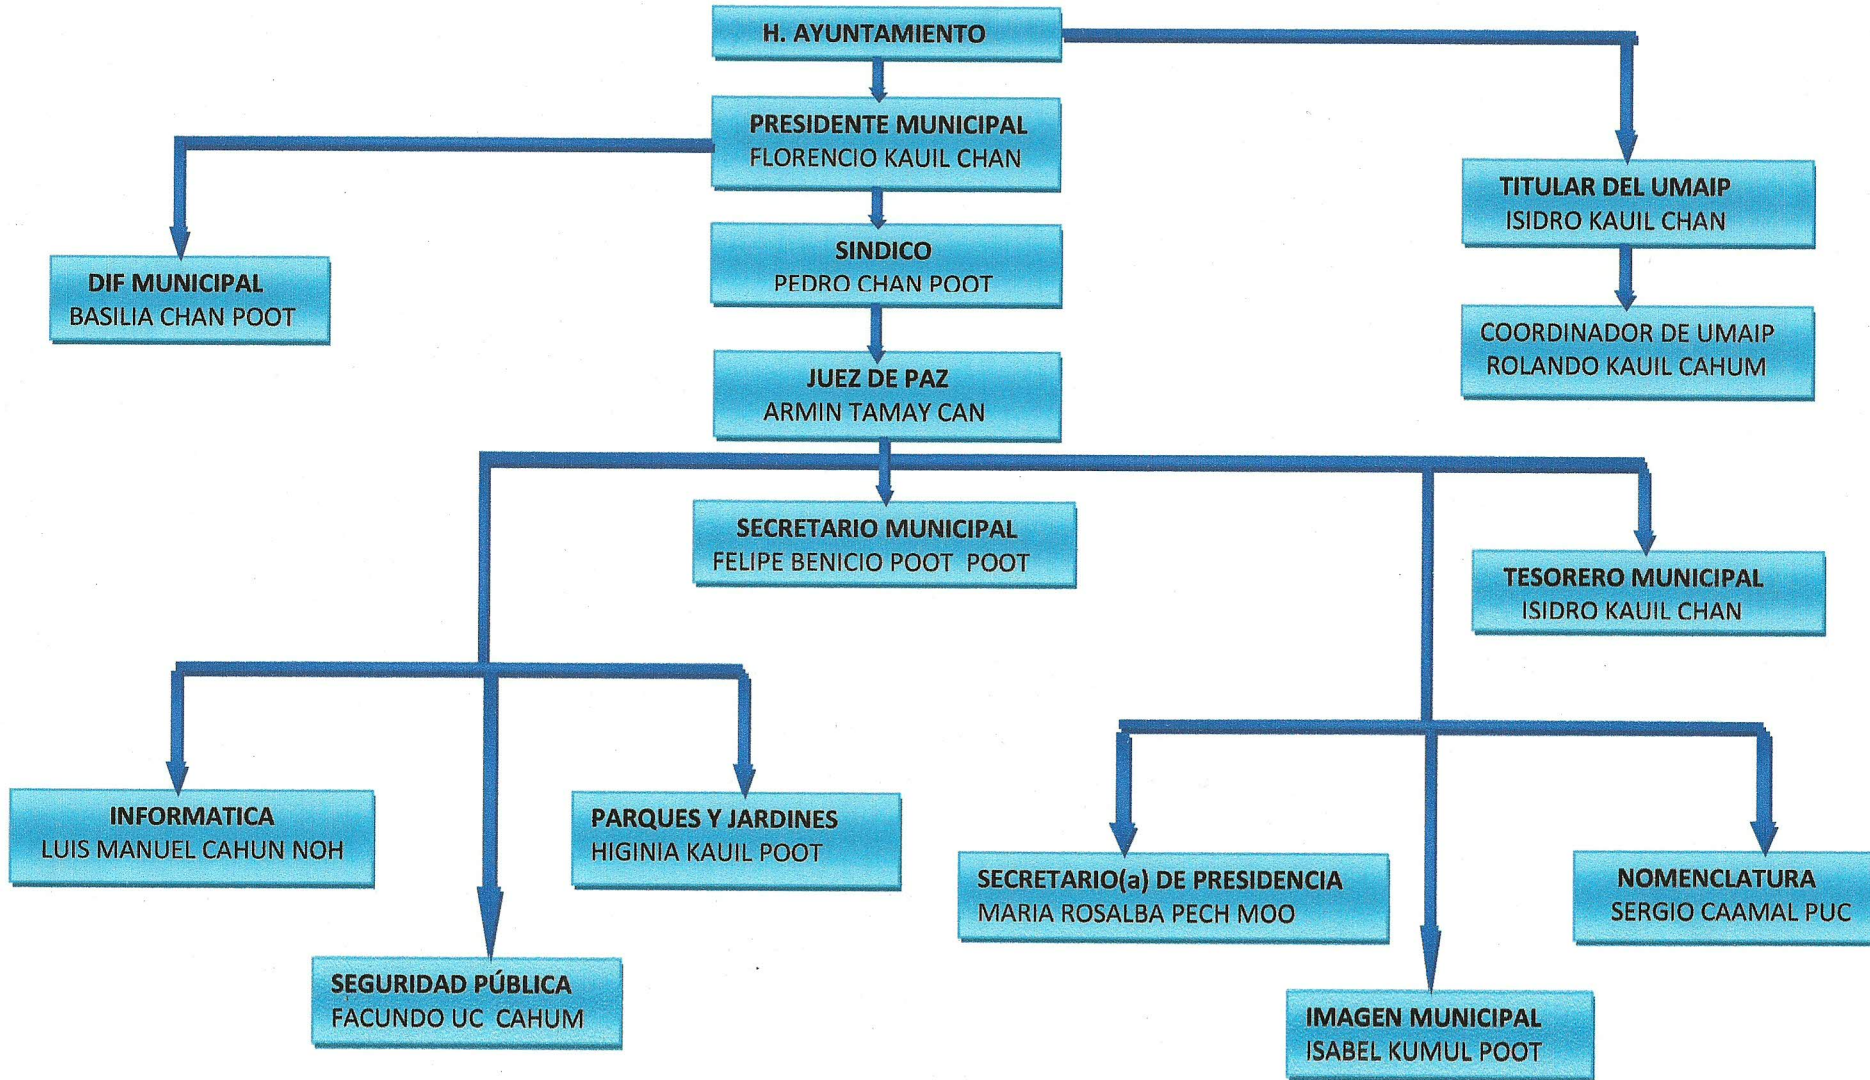 H. AYUNTAMIENTO
PRESIDENTE MUNICIPAL
FLORENCIO KAUIL CHAN
TITULAR DEL UMAIP
ISIDRO KAUIL CHAN
SINDICO
PEDRO CHAN POOT
DIF MUNICIPAL
BASILIA CHAN POOT
COORDINADOR DE UMAIP
ROLANDO KAUIL CAHUM
JUEZ DE PAZ
ARMIN TAMAY CAN
SECRETARIO MUNICIPAL
FELIPE BENICIO POOT  POOT
TESORERO MUNICIPAL
ISIDRO KAUIL CHAN
INFORMATICA
LUIS MANUEL CAHUN NOH
PARQUES Y JARDINES
HIGINIA KAUIL POOT
SECRETARIO(a) DE PRESIDENCIA
MARIA ROSALBA PECH MOO
NOMENCLATURA
SERGIO CAAMAL PUC
SEGURIDAD PÚBLICA
FACUNDO UC  CAHUM
IMAGEN MUNICIPAL
ISABEL KUMUL POOT